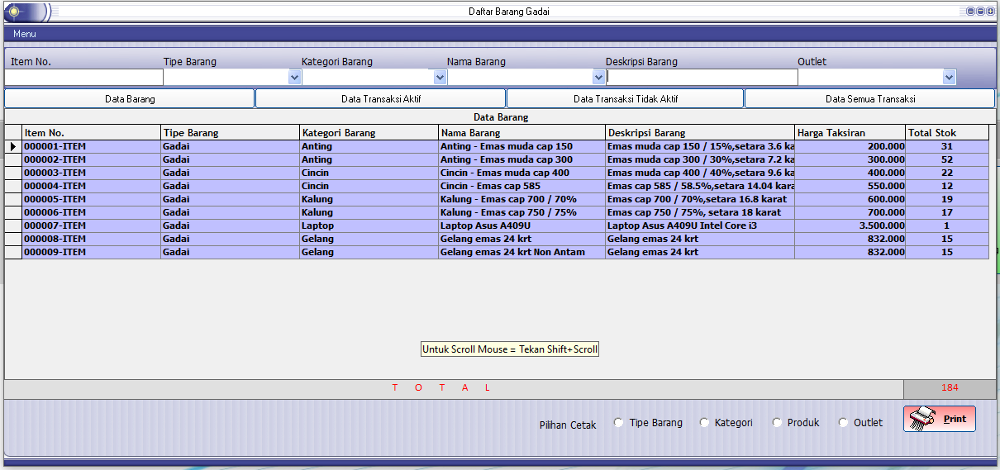 Daftar Barang Gadai
Menu
Item No. Tipe Barang Kategori Barang Nama Barang Deskripsi Barang Outlet
Data Barang Data Transaksi Aktif Data Transaksi Tidak Aktif Data Semua Transaksi
Data Barang
Item No. Tipe Barang Kategori Barang Nama Barang Deskripsi Barang Harga Taksiran Total Stok
000001-ITEM Gadai Anting Anting - Emas muda cap 150 Emas muda cap 150 / 15%,setara 3.6 ka 200.000 31
000002-ITEM Gadai Anting Anting - Emas muda cap 300 Emas muda cap 300 / 30%,setara 7.2 ka 300.000 52
000003-ITEM Gadai Cincin Cincin - Emas muda cap 400 Emas muda cap 400 / 40%,setara 9.6 ka 400.000 22
000004-ITEM Gadai Cincin Cincin - Emas cap 585 Emas cap 585 / 58.5%,setara 14.04 kara 550.000 12
000005-ITEM Gadai Kalung Kalung - Emas cap 700 / 70% Emas cap 700 / 70%,setara 16.8 karat 600.000 19
000006-ITEM Gadai Kalung Kalung - Emas cap 750 / 75% Emas cap 750 / 75%, setara 18 karat 700.000 17
000007-ITEM Gadai Laptop Laptop Asus A409U Laptop Asus A409U Intel Core i3 3.500.000 1
000008-ITEM Gadai Gelang Gelang emas 24 krt Gelang emas 24 krt 832.000 15
000009-ITEM Gadai Gelang Gelang emas 24 krt Non Antam Gelang emas 24 krt 832.000 15
Untuk Scroll Mouse = Tekan Shift+Scroll
T O T A L 184
Pilihan Cetak Tipe Barang Kategori Produk Outlet Print